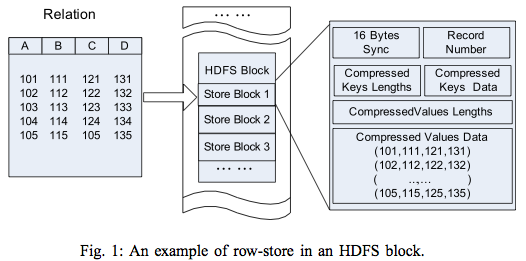 Relation
A B C D
101 111 121 131
102 112 122 132
103 113 123 133
104 114 124 134
105 115 105 135
... ...
HDFS Block
Store Block 1
Store Block 2
Store Block 3
... ...
... ...
16 Bytes Sync
Record Number
Compressed Keys Lengths
Compressed Keys Data
CompressedValues Lengths
Compressed Values Data
(101,111,121,131)
(102,112,122,132)
( ...,... )
(105,115,125,135)
Fig. 1: An example of row-store in an HDFS block.